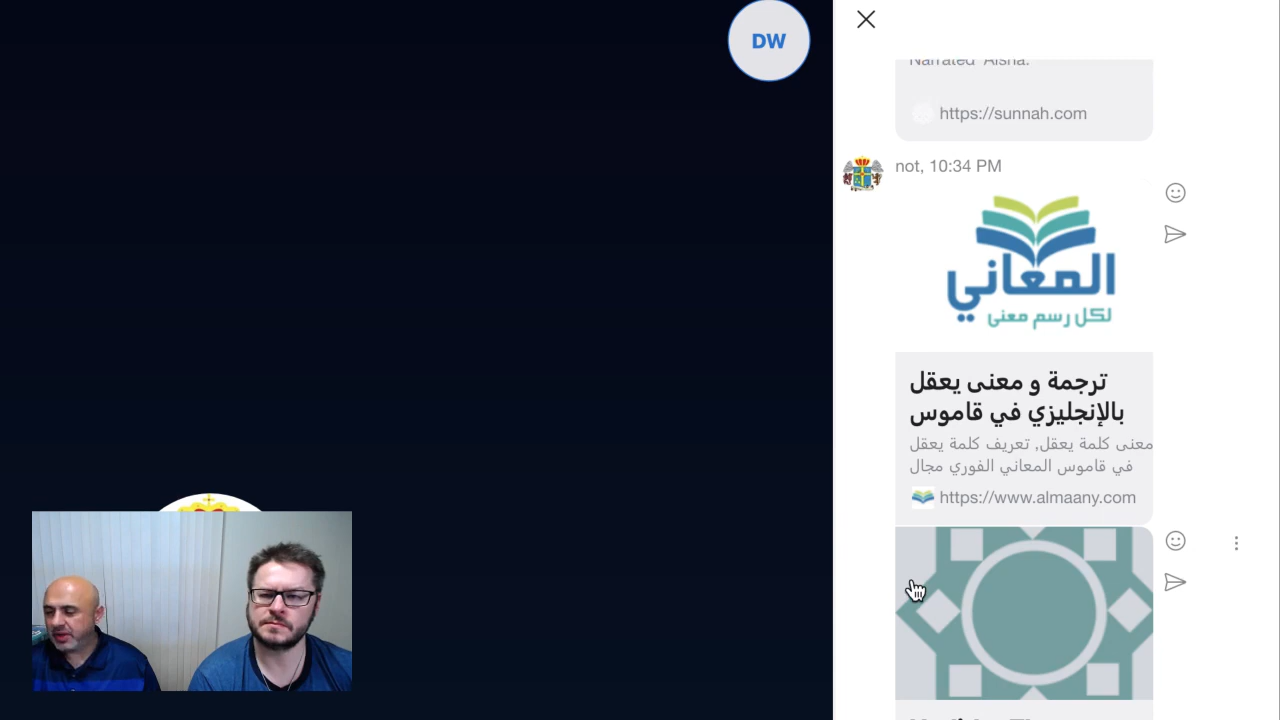 DW
Narrated 'Aisha:
https://sunnah.com
not, 10:34 PM
المعاني
لكل رسم معنى
ترجمة و معنى يعقل
بالإنجليزي في قاموس
معنى كلمة يعقل, تعريف كلمة يعقل
في قاموس المعاني الفوري مجال
https://www.almaany.com